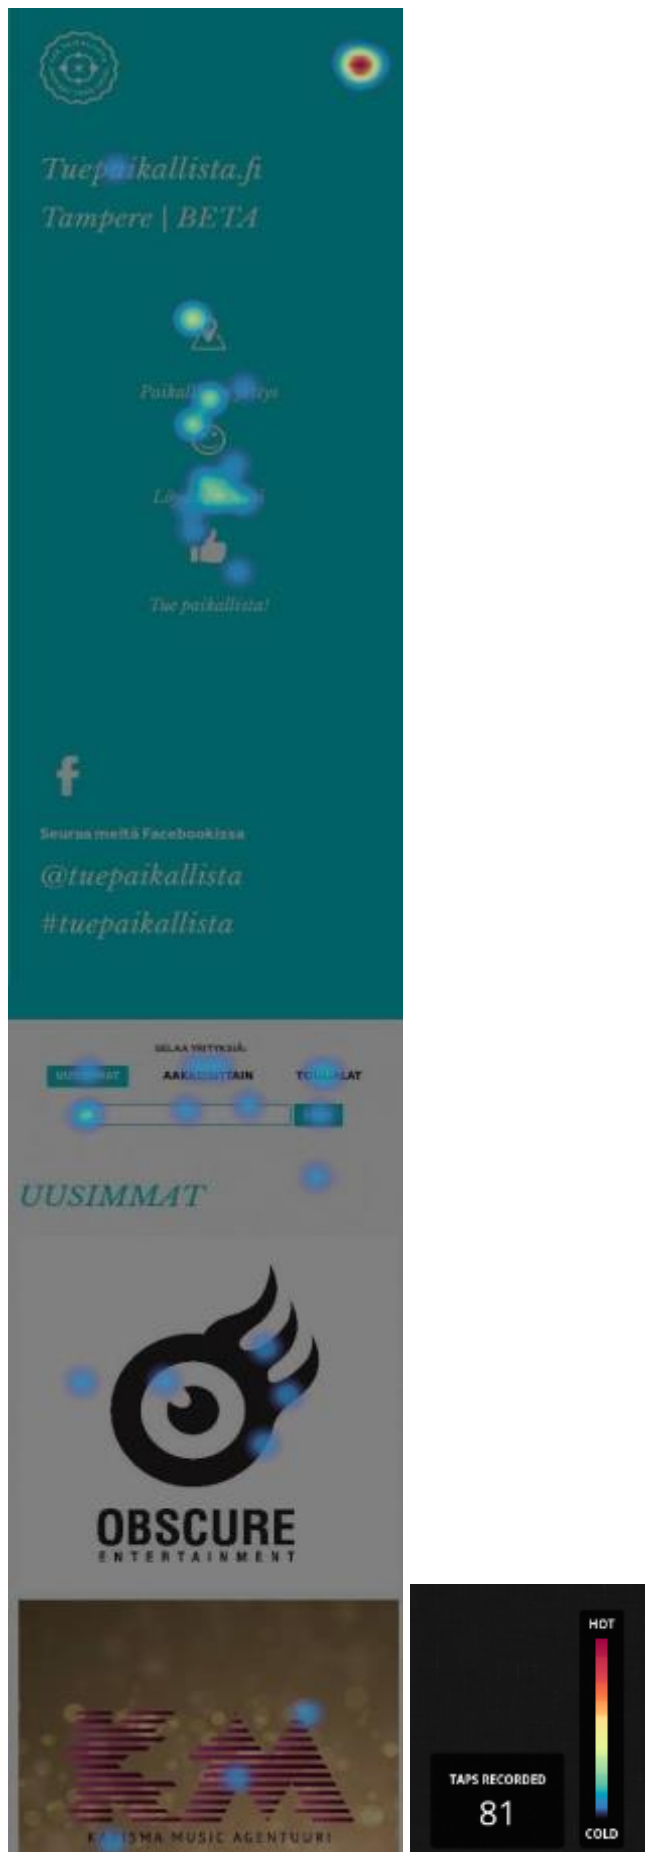 Tuepaikallista.fi
Tampere | BETA
Tue paikallista!
Seuraa meitä Facebookissa
@tuepaikallista
#tuepaikallista
SELAA YRITYKSIÄ:
UUSIMMAT
OBSCURE
ENTERTAINMENT
KM
MUSIC AGENTUURI
HOT
TAPS RECORDED
81
COLD